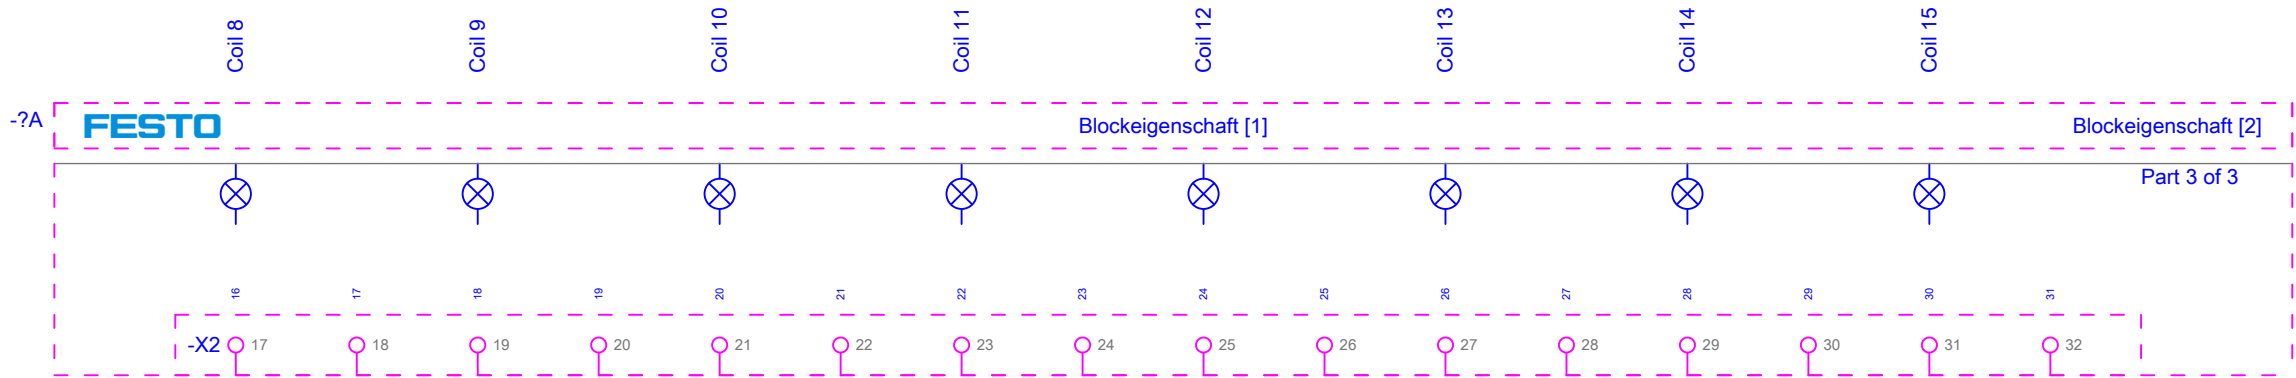 Coil 8 Coil 9 Coil 10 Coil 11 Coil 12 Coil 13 Coil 14 Coil 15
-?A FESTO Blockeigenschaft [1] Blockeigenschaft [2]
Part 3 of 3
16 17 18 19 20 21 22 23 24 25 26 27 28 29 30 31
-X2 17 18 19 20 21 22 23 24 25 26 27 28 29 30 31 32